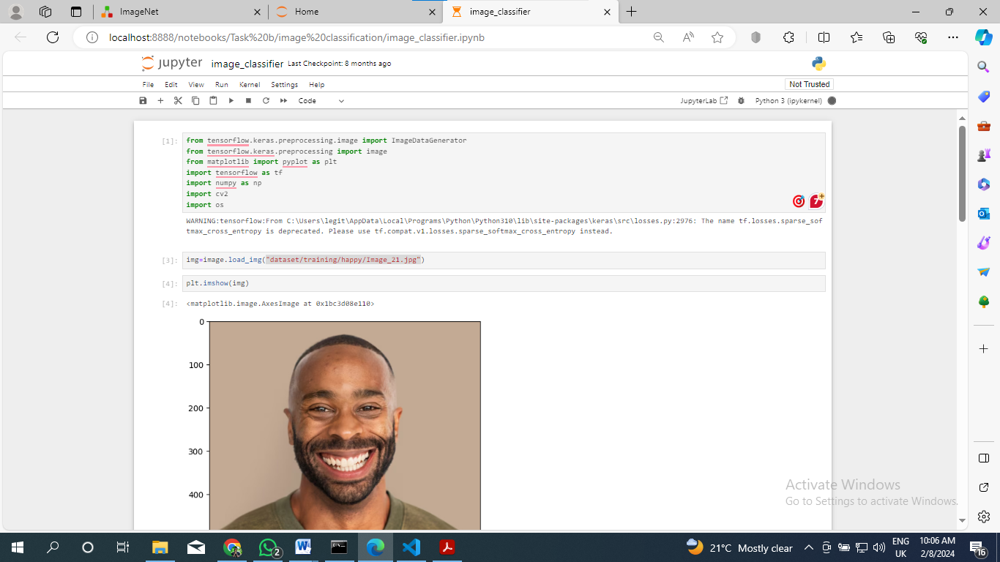 ImageNet
Home
image_classifier
localhost:8888/notebooks/Task%20b/image%20classification/image_classifier.ipynb
jupyter image_classifier Last Checkpoint: 8 months ago
File Edit View Run Kernel Settings Help
Not Trusted
Code
JupyterLab
Python 3 (ipykernel)
[1]:
from tensorflow.keras.preprocessing.image import ImageDataGenerator
from tensorflow.keras.preprocessing import image
from matplotlib import pyplot as plt
import tensorflow as tf
import numpy as np
import cv2
import os
WARNING:tensorflow:From C:\Users\legit\AppData\Local\Programs\Python\Python310\lib\site-packages\keras\src\losses.py:2976: The name tf.losses.sparse_sof
tmax_cross_entropy is deprecated. Please use tf.compat.v1.losses.sparse_softmax_cross_entropy instead.
[3]: img=image.load_img("dataset/training/happy/Image_21.jpg")
[4]: plt.imshow(img)
[4]: <matplotlib.image.AxesImage at 0x1bc3d08e110>
0
100
200
300
400
Activate Windows
Go to Settings to activate Windows.
21°C Mostly clear
ENG
UK
10:06 AM
2/8/2024
2
16